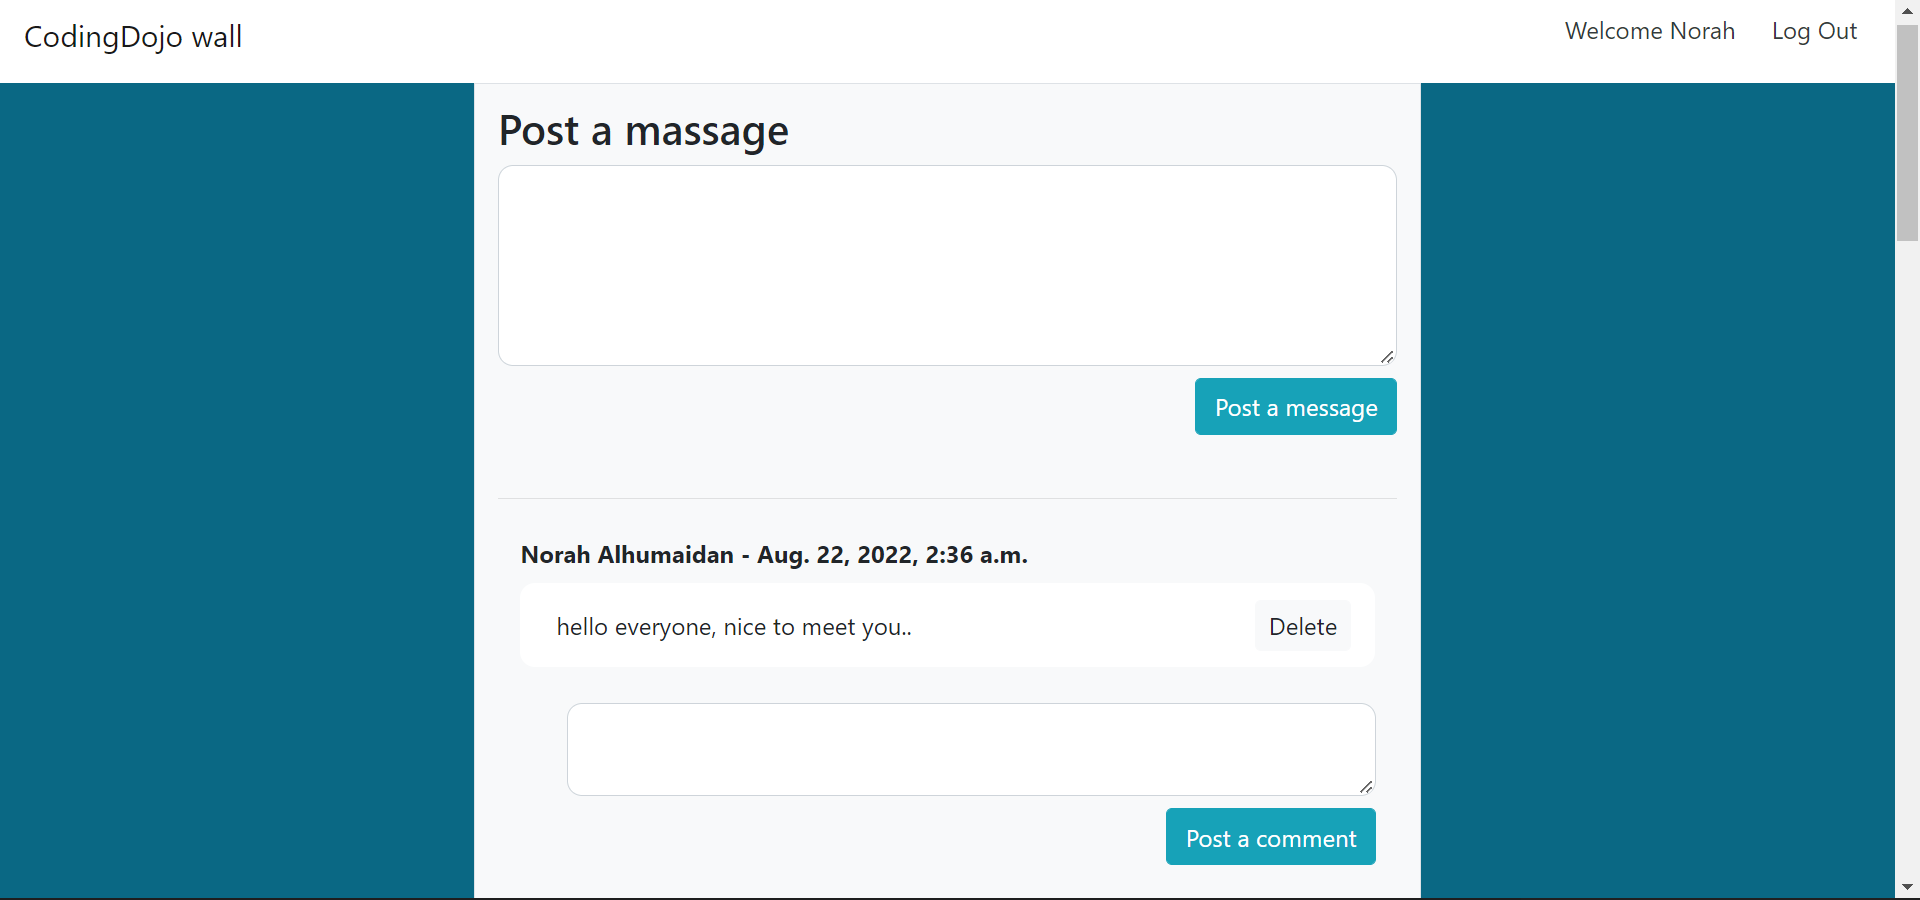 CodingDojo wall
Welcome Norah
Log Out
Post a massage
Post a message
Norah Alhumaidan - Aug. 22, 2022, 2:36 a.m.
hello everyone, nice to meet you..
Delete
Post a comment